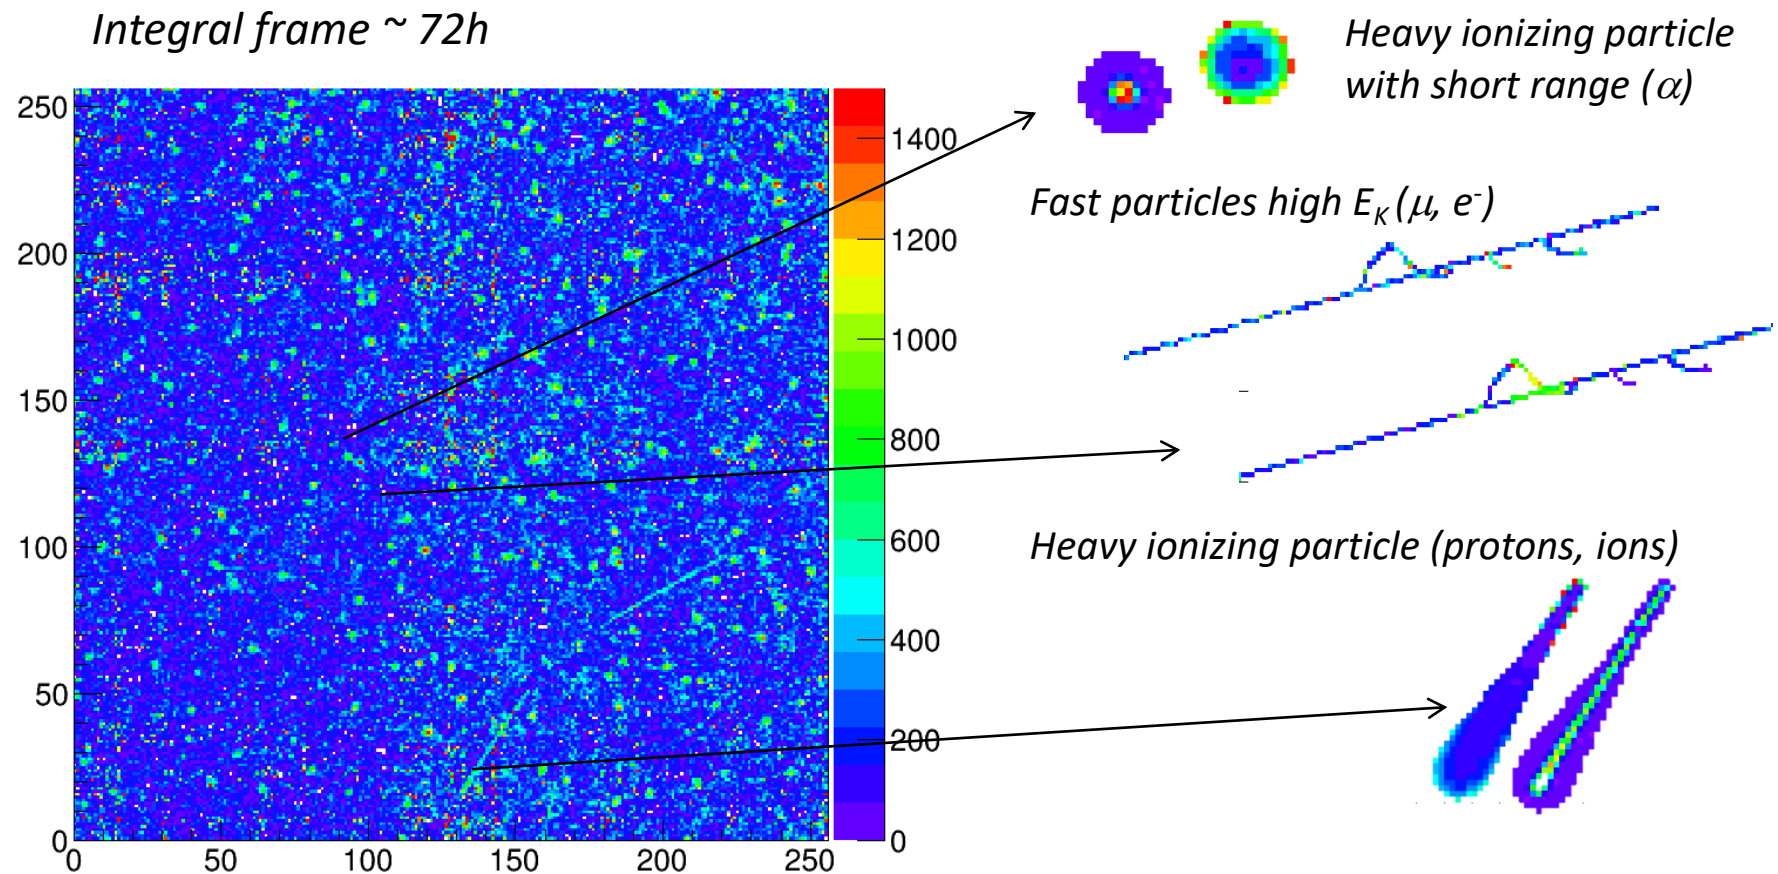 Integral frame ~ 72h
Heavy ionizing particle
with short range (α)
Fast particles high E_K (μ, e⁻)
Heavy ionizing particle (protons, ions)
250
200
150
100
50
0
0 50 100 150 200 250
1400
1200
1000
800
600
400
200
0